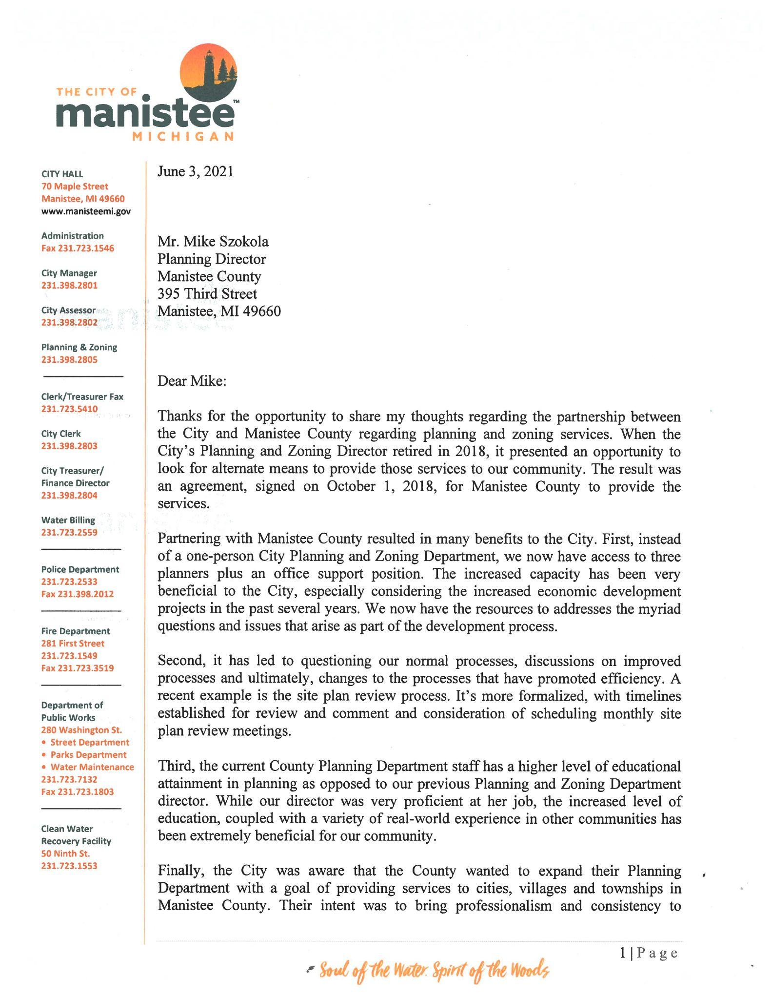 THE CITY OF
manistee™
MICHIGAN
CITY HALL
70 Maple Street
Manistee, MI 49660
www.manisteemi.gov
Administration
Fax 231.723.1546
City Manager
231.398.2801
City Assessor
231.398.2802
Planning & Zoning
231.398.2805
Clerk/Treasurer Fax
231.723.5410
City Clerk
231.398.2803
City Treasurer/
Finance Director
231.398.2804
Water Billing
231.723.2559
Police Department
231.723.2533
Fax 231.398.2012
Fire Department
281 First Street
231.723.1549
Fax 231.723.3519
Department of
Public Works
280 Washington St.
• Street Department
• Parks Department
• Water Maintenance
231.723.7132
Fax 231.723.1803
Clean Water
Recovery Facility
50 Ninth St.
231.723.1553
June 3, 2021
Mr. Mike Szokola
Planning Director
Manistee County
395 Third Street
Manistee, MI 49660
Dear Mike:
Thanks for the opportunity to share my thoughts regarding the partnership between
the City and Manistee County regarding planning and zoning services. When the
City's Planning and Zoning Director retired in 2018, it presented an opportunity to
look for alternate means to provide those services to our community. The result was
an agreement, signed on October 1, 2018, for Manistee County to provide the
services.
Partnering with Manistee County resulted in many benefits to the City. First, instead
of a one-person City Planning and Zoning Department, we now have access to three
planners plus an office support position. The increased capacity has been very
beneficial to the City, especially considering the increased economic development
projects in the past several years. We now have the resources to addresses the myriad
questions and issues that arise as part of the development process.
Second, it has led to questioning our normal processes, discussions on improved
processes and ultimately, changes to the processes that have promoted efficiency. A
recent example is the site plan review process. It's more formalized, with timelines
established for review and comment and consideration of scheduling monthly site
plan review meetings.
Third, the current County Planning Department staff has a higher level of educational
attainment in planning as opposed to our previous Planning and Zoning Department
director. While our director was very proficient at her job, the increased level of
education, coupled with a variety of real-world experience in other communities has
been extremely beneficial for our community.
Finally, the City was aware that the County wanted to expand their Planning
Department with a goal of providing services to cities, villages and townships in
Manistee County. Their intent was to bring professionalism and consistency to
1 | Page
Soul of the Water. Spirit of the Woods